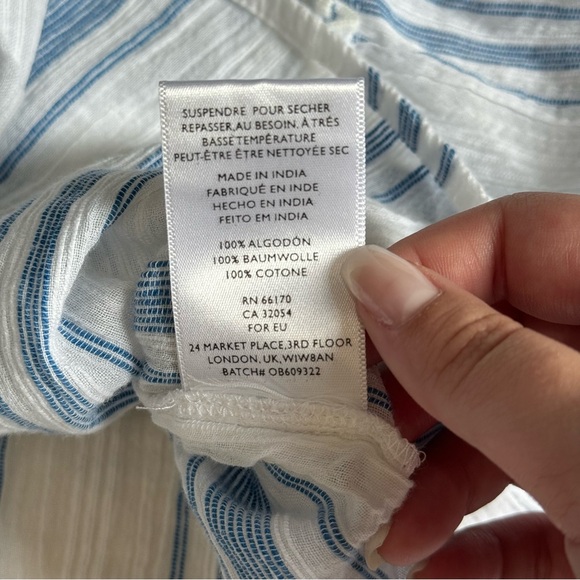 SUSPENDRE POUR SECHER
REPASSER,AU BESOIN, À TRÉS
BASSE TEMPÉRATURE
PEUT-ÊTRE ÊTRE NETTOYÉE SEC
MADE IN INDIA
FABRIQUÉ EN INDE
HECHO EN INDIA
FEITO EM INDIA
100% ALGODÓN
100% BAUMWOLLE
100% COTONE
RN 66170
CA 32054
FOR EU
24 MARKET PLACE,3RD FLOOR
LONDON, UK, WIW8AN
BATCH# OB609322